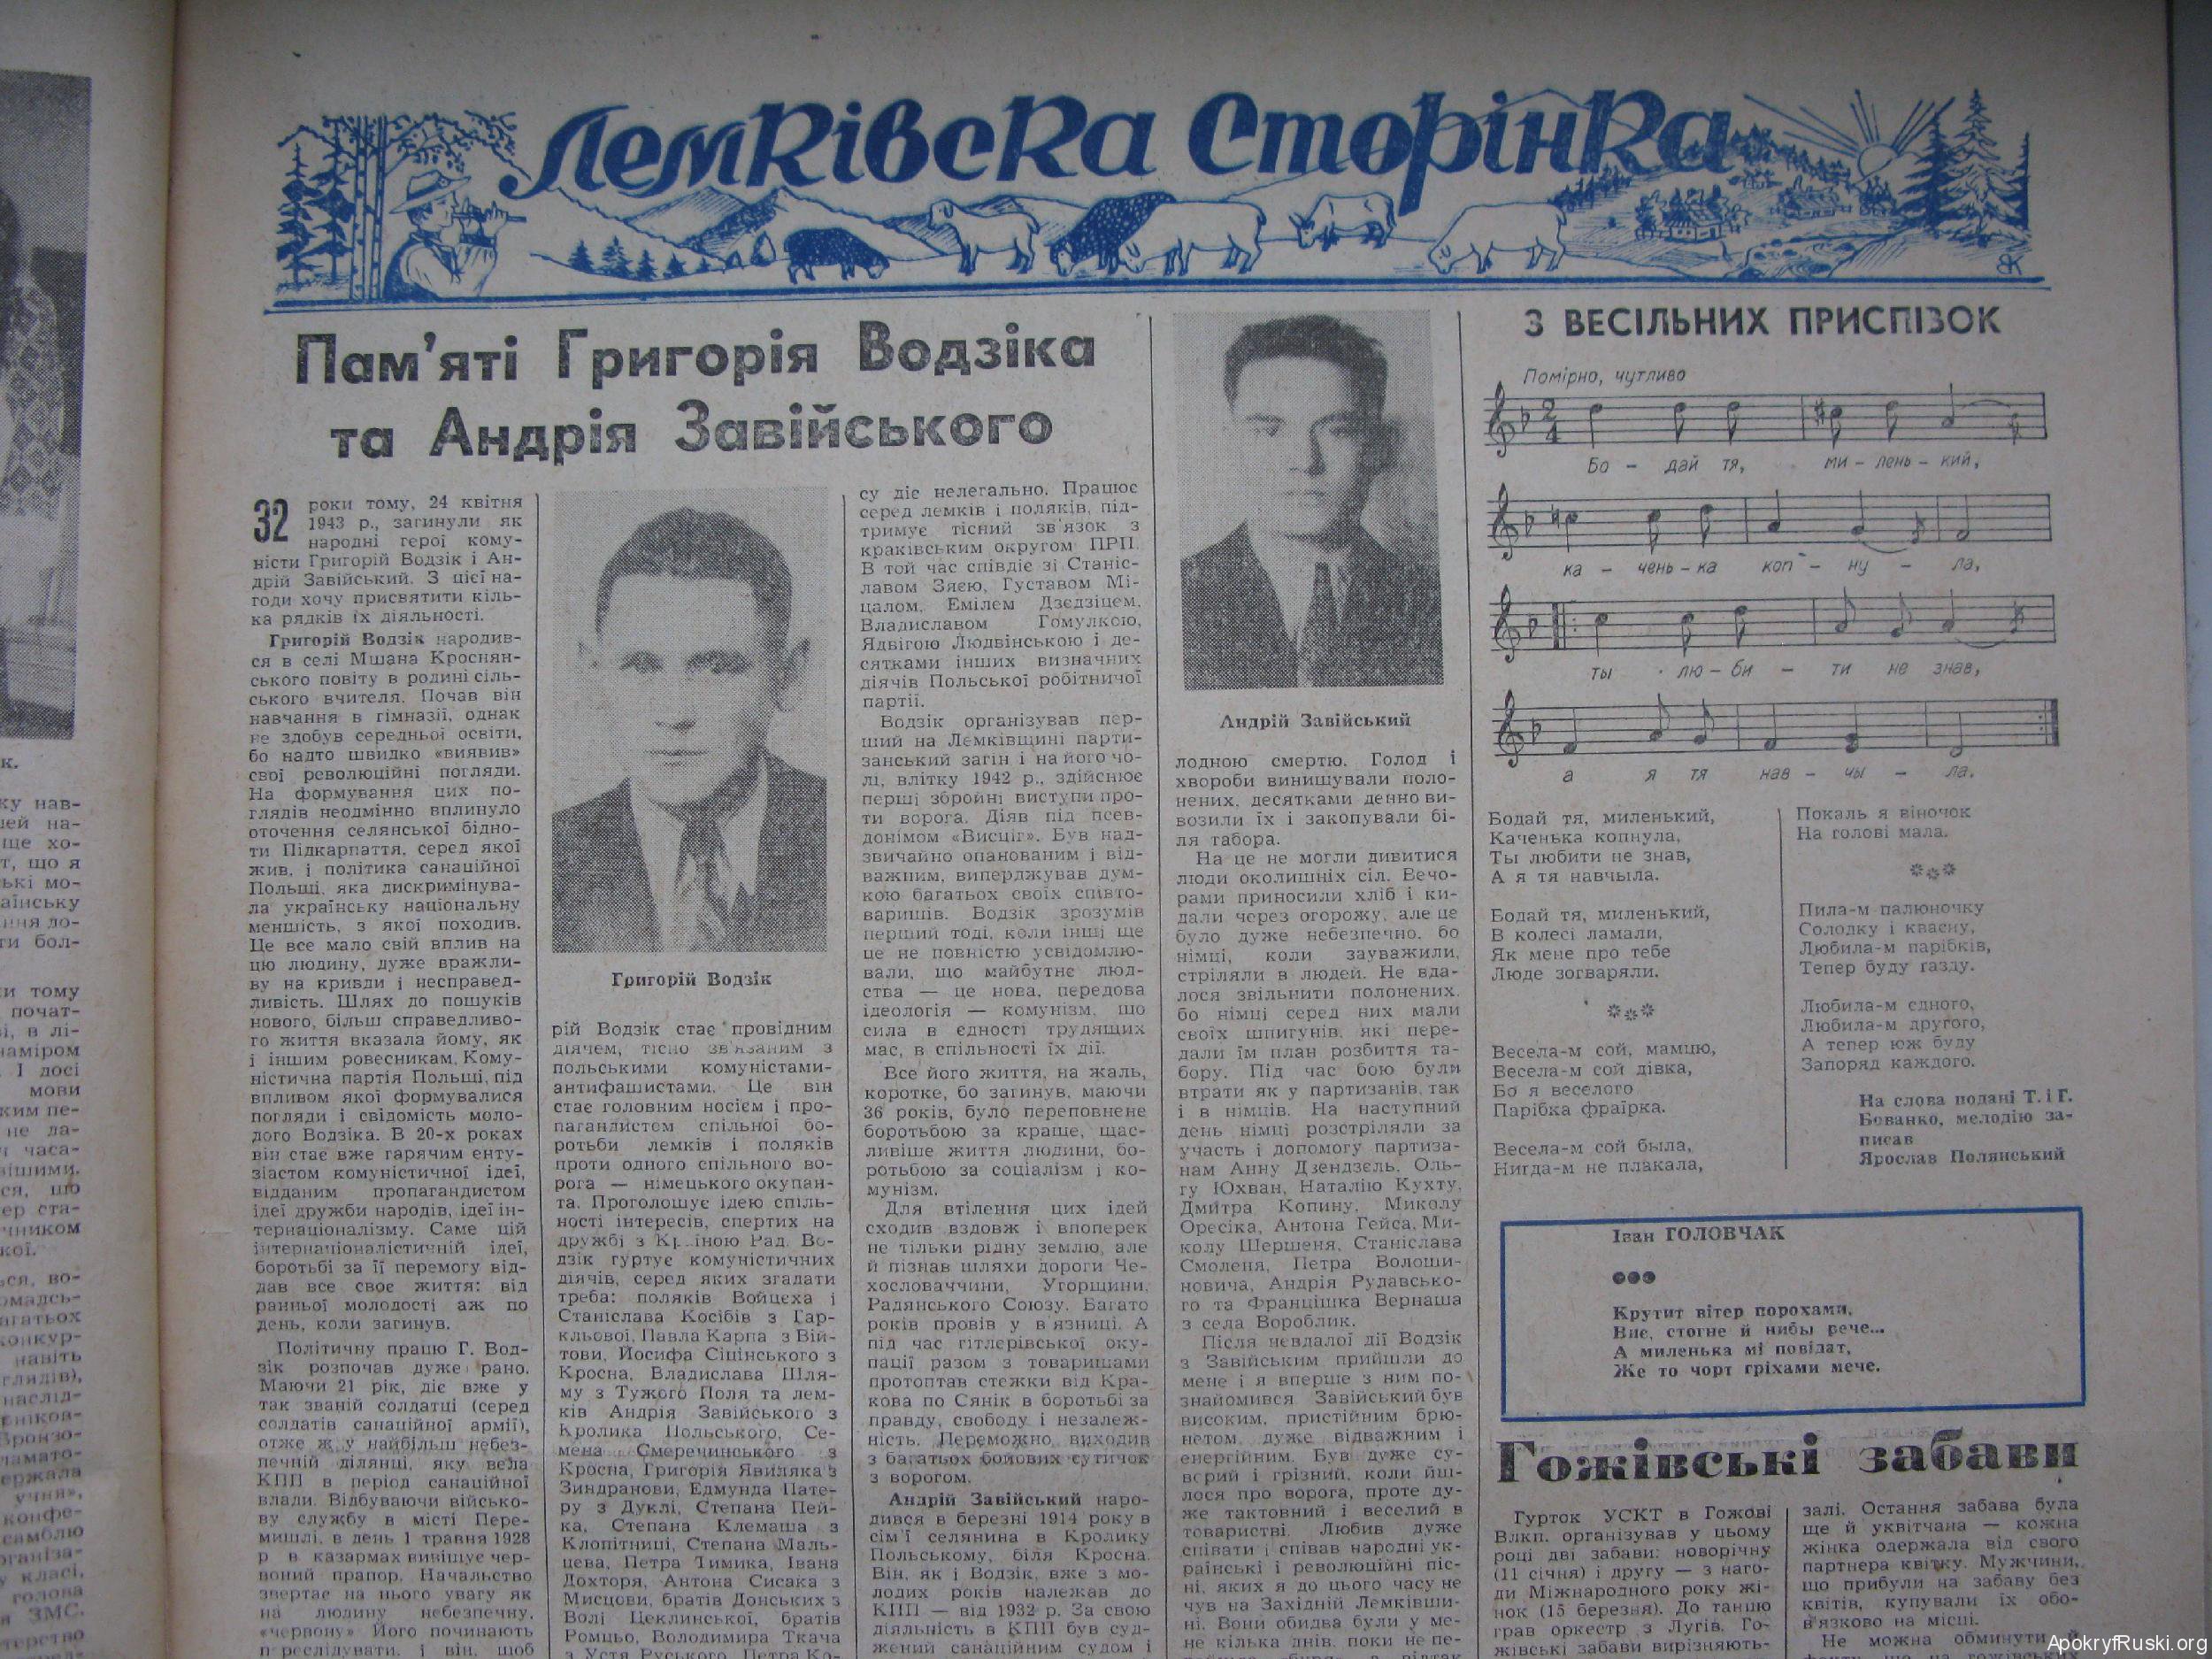 Лемківска Сторінка
Пам'яті Григорія Водзіка
та Андрія Завійського
32 роки тому, 24 квітня
1943 р., загинули як
народні герої кому-
ністи Григорій Водзік і Ан-
дрій Завійський. З цієї на-
годи хочу присвятити кіль-
ка рядків їх діяльності.
Григорій Водзік народив-
ся в селі Мшана Кроснян-
ського повіту в родині сіль-
ського вчителя. Почав він
навчання в гімназії, однак
не здобув середньої освіти,
бо надто швидко «виявив»
свої революційні погляди.
На формування цих по-
глядів неодмінно вплинуло
оточення селянської бідно-
ти Підкарпаття, серед якої
жив, і політика санаційної
Польщі, яка дискримінува-
ла українську національну
меншість, з якої походив.
Це все мало свій вплив на
цю людину, дуже вражли-
ву на кривди і несправед-
ливість. Шлях до пошуків
нового, більш справедливо-
го життя вказала йому, як
і іншим ровесникам, Кому-
ністична партія Польщі, під
впливом якої формувалися
погляди і свідомість моло-
дого Водзіка. В 20-х роках
він стає вже гарячим енту-
зіастом комуністичної ідеї,
відданим пропагандистом
ідеї дружби народів, ідеї ін-
тернаціоналізму. Саме цій
інтернаціоналістичній ідеї,
боротьбі за її перемогу від-
дав все своє життя: від
ранньої молодості аж по
день, коли загинув.
Політичну працю Г. Вод-
зік розпочав дуже рано.
Маючи 21 рік, діє вже у
так званій солдатці (серед
солдатів санаційної армії),
отже ж у найбільш небез-
печній ділянці, яку вела
КПП в період санаційної
влади. Відбуваючи військо-
ву службу в місті Пере-
мишлі, в день 1 травня 1928
р. в казармах вивішує чер-
воний прапор. Начальство
звертає на нього увагу як
на людину небезпечну,
«червону». Його починають
переслідувати, і він, щоб
Григорій Водзік
рій Водзік стає провідним
діячем, тісно зв'язаним з
польськими комуністами-
антифашистами. Це він
стає головним носієм і про-
пагандистом спільної бо-
ротьби лемків і поляків
проти одного спільного во-
рога — німецького окупан-
та. Проголошує ідею спіль-
ності інтересів, спертих на
дружбі з Країною Рад. Во-
дзік гуртує комуністичних
діячів, серед яких згадати
треба: поляків Войцеха і
Станіслава Косібів з Гар-
кльової, Павла Карпа з Вій-
тови, Йосифа Сіцінського з
Кросна, Владислава Шля-
му з Тужого Поля та лем-
ків Андрія Завійського з
Кролика Польського, Се-
мена Смеречинського з
Кросна, Григорія Явиляка з
Зиндранови, Едмунда Пате-
ру з Дуклі, Степана Пей-
ка, Степана Клемаша з
Клопітниці, Степана Маль-
цева, Петра Тимика, Івана
Дохторя, Антона Сисака з
Мисцови, братів Донських з
Волі Цеклинської, братів
Ромцьо, Володимира Ткача
з Устя Руського, Петра Ко-
су діє нелегально. Працює
серед лемків і поляків, під-
тримує тісний зв'язок з
краківським округом ПРП.
В той час співдіє зі Станіс-
лавом Зяєю, Густавом Мі-
цалом, Емілем Дзєдзіцем,
Владиславом Гомулкою,
Ядвігою Людвінською і де-
сятками інших визначних
діячів Польської робітничої
партії.
Водзік організував пер-
ший на Лемківщині парти-
занський загін і на його чо-
лі, влітку 1942 р., здійснює
перші збройні виступи про-
ти ворога. Діяв під псев-
донімом «Висціг». Був над-
звичайно опанованим і від-
важним, виперджував дум-
кою багатьох своїх співто-
варишів. Водзік зрозумів
перший тоді, коли інші ще
це не повністю усвідомлю-
вали, що майбутнє люд-
ства — це нова, передова
ідеологія — комунізм, що
сила в єдності трудящих
мас, в спільності їх дії.
Все його життя, на жаль,
коротке, бо загинув, маючи
36 років, було переповнене
боротьбою за краще, щас-
ливіше життя людини, бо-
ротьбою за соціалізм і ко-
мунізм.
Для втілення цих ідей
сходив вздовж і впоперек
не тільки рідну землю, але
й пізнав шляхи дороги Че-
хословаччини, Угорщини,
Радянського Союзу. Багато
років провів у в'язниці. А
під час гітлерівської оку-
пації разом з товаришами
протоптав стежки від Кра-
кова по Сянік в боротьбі за
правду, свободу і незалеж-
ність. Переможно виходив
з багатьох бойових сутичок
з ворогом.
Андрій Завійський наро-
дився в березні 1914 року в
сім'ї селянина в Кролику
Польському, біля Кросна.
Він, як і Водзік, вже з мо-
лодих років належав до
КПП — від 1932 р. За свою
діяльність в КПП був суд-
жений санаційним судом і
Андрій Завійський
лодною смертю. Голод і
хвороби винищували поло-
нених, десятками денно ви-
возили їх і закопували бі-
ля табора.
На це не могли дивитися
люди околишніх сіл. Вечо-
рами приносили хліб і ки-
дали через огорожу, але це
було дуже небезпечно, бо
німці, коли зауважили,
стріляли в людей. Не вда-
лося звільнити полонених,
бо німці серед них мали
своїх шпигунів, які пере-
дали їм план розбиття та-
бору. Під час бою були
втрати як у партизанів, так
і в німців. На наступний
день німці розстріляли за
участь і допомогу партиза-
нам Анну Дзендзель, Оль-
гу Юхван, Наталію Кухту,
Дмитра Копину, Миколу
Оресіка, Антона Гейса, Ми-
колу Шершеня, Станіслава
Смоленя, Петра Волоши-
новича, Андрія Рудавсько-
го та Францішка Вернаша
з села Вороблик.
Після невдалої дії Водзік
з Завійським прийшли до
мене і я вперше з ним по-
знайомився. Завійський був
високим, пристійним брю-
нетом, дуже відважним і
енергійним. Був дуже су-
верий і грізний, коли йш-
лося про ворога, проте ду-
же тактовний і веселий в
товаристві. Любив дуже
співати і співав народні ук-
раїнські і революційні піс-
ні, яких я до цього часу не
чув на Західній Лемківщи-
ні. Вони обидва були у ме-
не кілька днів, поки не пе-
З ВЕСІЛЬНИХ ПРИСПІВОК
Помірно, чутливо
Бо - дай тя, ми - лень - кий,
ка - чень - ка коп - ну - ла,
ты лю - би - ти не знав,
а я тя нав - чы - ла.
Бодай тя, миленький,
Каченька копнула,
Ты любити не знав,
А я тя навчыла.
Бодай тя, миленький,
В колесі ламали,
Як мене про тебе
Люде зогваряли.
Весела-м сой, мамцю,
Весела-м сой дівка,
Бо я веселого
Парібка фраірка.
Весела-м сой была,
Нигда-м не плакала,
Покаль я віночок
На голові мала.
Пила-м палюночку
Солодку і квасну,
Любила-м парібків,
Тепер буду газду.
Любила-м єдного,
Любила-м другого,
А тепер юж буду
Запоряд каждого.
На слова подані Т. і Г.
Бованко, мелодію за-
писав
Ярослав Полянський
Іван ГОЛОВЧАК
Крутит вітер порохами,
Вие, стогне й нибы рече...
А миленька мі повідат,
Же то чорт гріхами мече.
Гожівські забави
Гурток УСКТ в Гожові
Влкп. організував у цьому
році дві забави: новорічну
(11 січня) і другу — з наго-
ди Міжнародного року жі-
нок (15 березня). До танцю
грав оркестр з Лугів. Го-
жівські забави вирізняють-
залі. Остання забава була
ще й уквітчана — кожна
жінка одержала від свого
партнера квітку. Мужчини,
що прибули на забаву без
квітів, купували їх обо-
в'язково на місці.
Не можна обминути й
ApokryfRuski.org